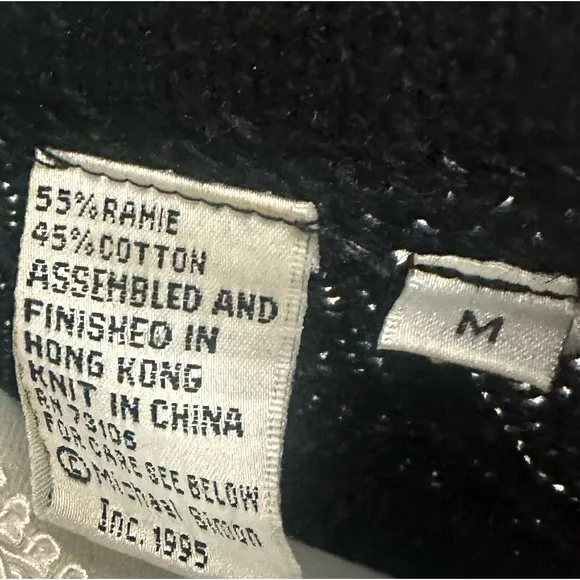 55% RAMIE
45% COTTON
ASSEMBLED AND
FINISHED IN
HONG KONG
KNIT IN CHINA
RN 73106
FOR CARE SEE BELOW
© Michael Simon
Inc. 1995
M